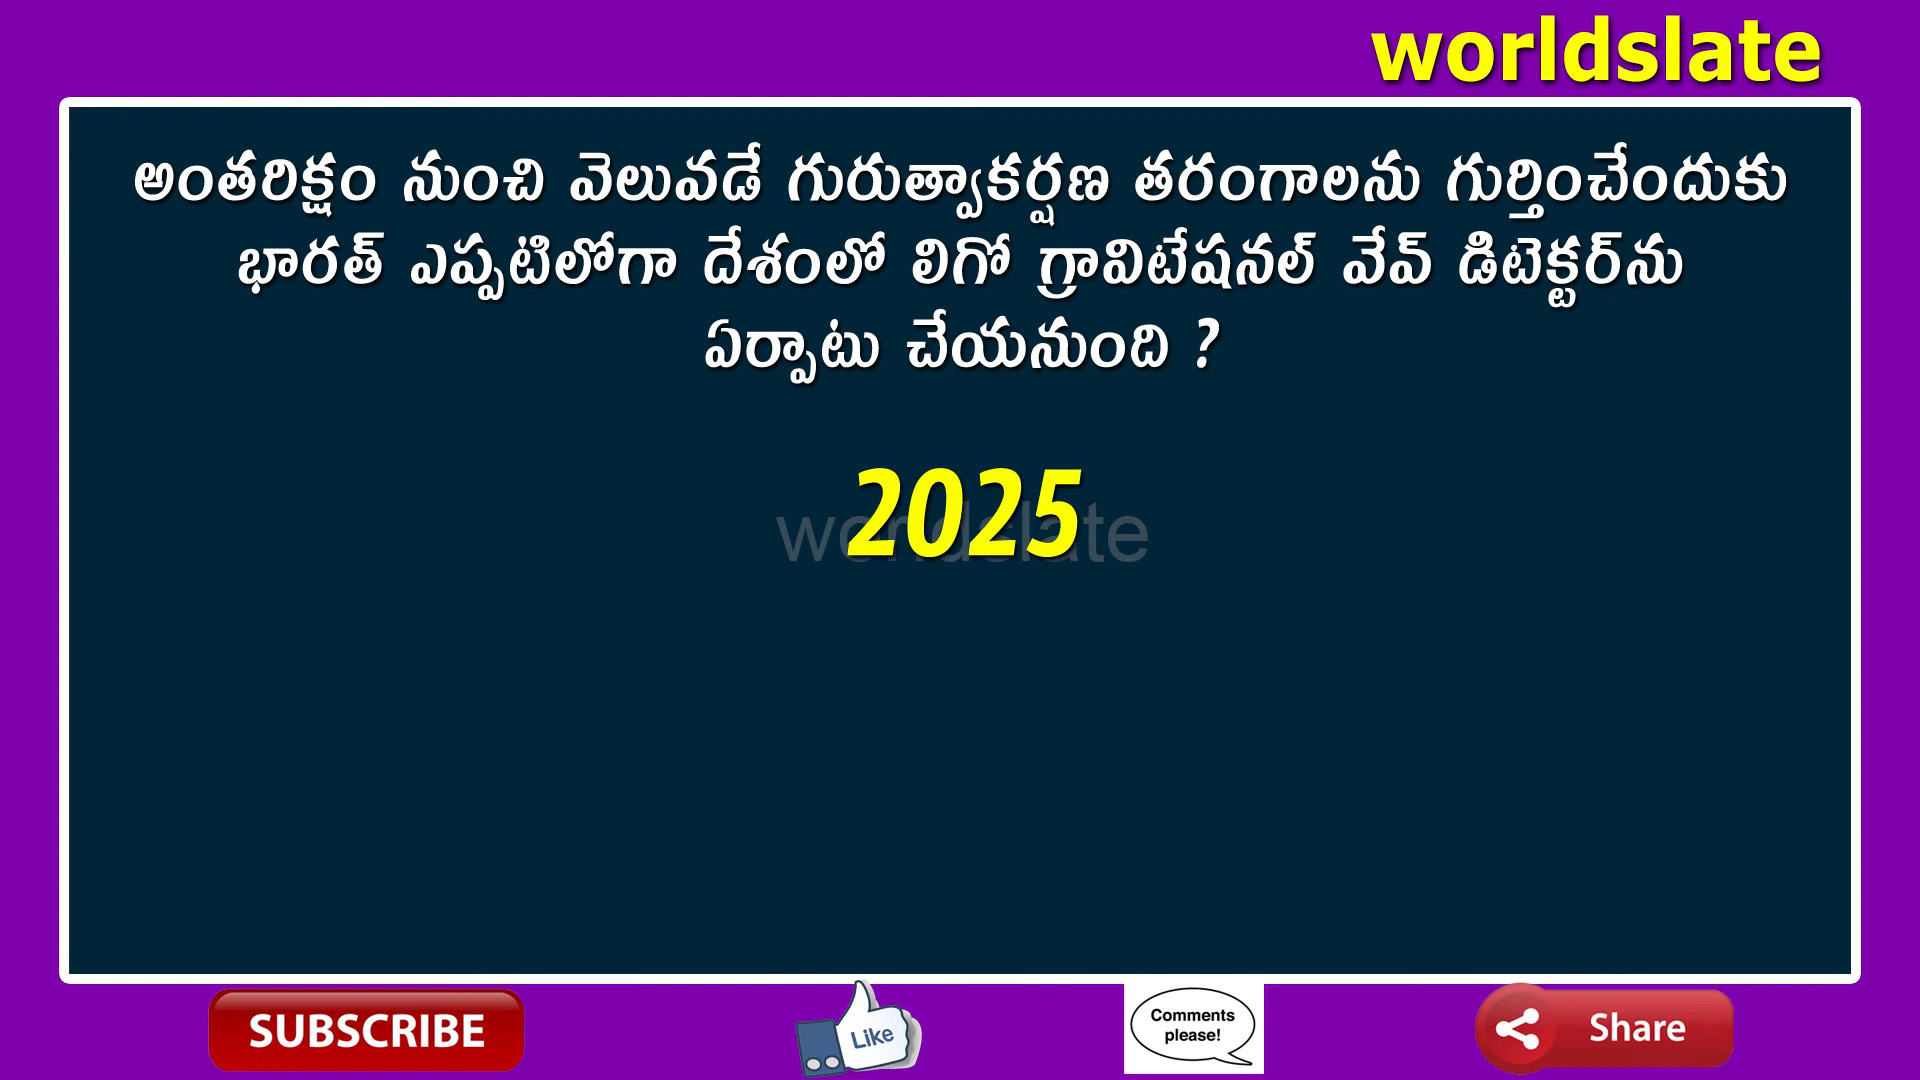 worldslate
అంతరిక్షం నుంచి వెలువడే గురుత్వాకర్షణ తరంగాలను గుర్తించేందుకు
భారత్ ఎప్పటిలోగా దేశంలో లిగో గ్రావిటేషనల్ వేవ్ డిటెక్టర్‌ను
ఏర్పాటు చేయనుంది ?
2025
worldslate
SUBSCRIBE
Like
Comments
please!
Share